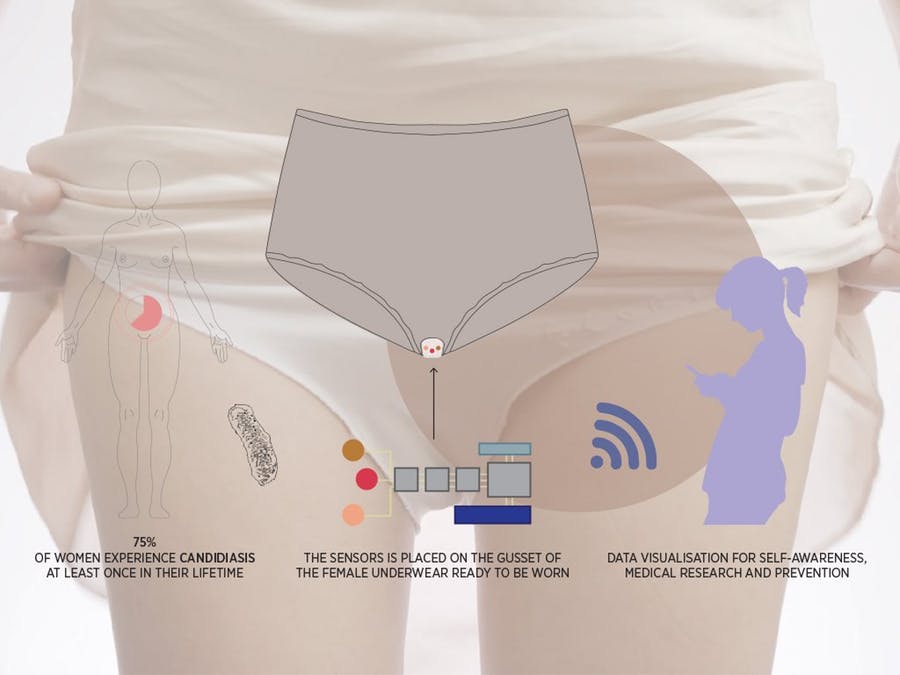 75%
OF WOMEN EXPERIENCE CANDIDIASIS
AT LEAST ONCE IN THEIR LIFETIME
THE SENSORS IS PLACED ON THE GUSSET OF
THE FEMALE UNDERWEAR READY TO BE WORN
DATA VISUALISATION FOR SELF-AWARENESS,
MEDICAL RESEARCH AND PREVENTION